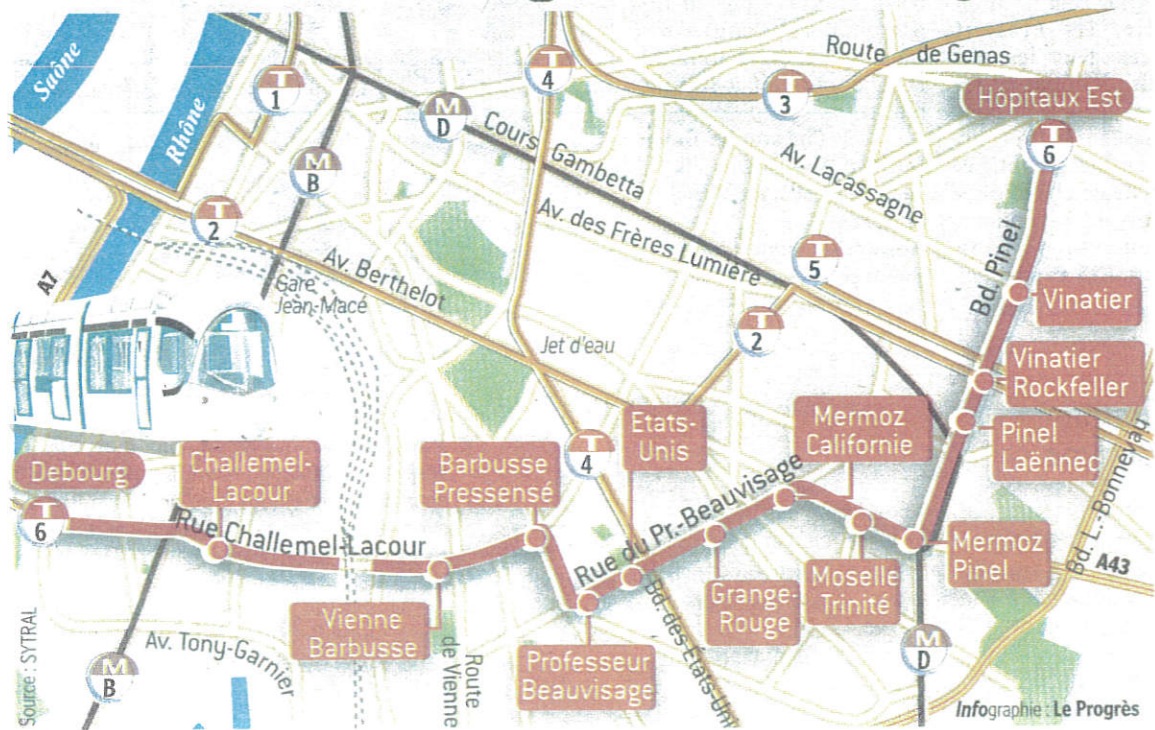 Saône
Rhône
T
1
T
4
T
3
Route de Genas
Hôpitaux Est
T
6
M
D
Cours Gambetta
Av. Lacassagne
M
B
T
2
Av. des Frères Lumière
T
5
Bd. Pinel
A7
Av. Berthelot
Gare
Jean-Macé
Vinatier
T
2
Jet d'eau
Vinatier
Rockfeller
Etats-
Unis
Mermoz
Californie
Pinel
Laënnec
Bd. L.-Bonnevay
Debourg
Challemel-
Lacour
Barbusse
Pressensé
T
4
T
6
Rue Challemel-Lacour
Rue du Pr.-Beauvisage
Mermoz
Pinel
A43
Vienne
Barbusse
Grange-
Rouge
Moselle
Trinité
Av. Tony-Garnier
M
B
Route
de Vienne
Professeur
Beauvisage
Bd.-des-Etats-Uni
M
D
Source : SYTRAL
Infographie : Le Progrès